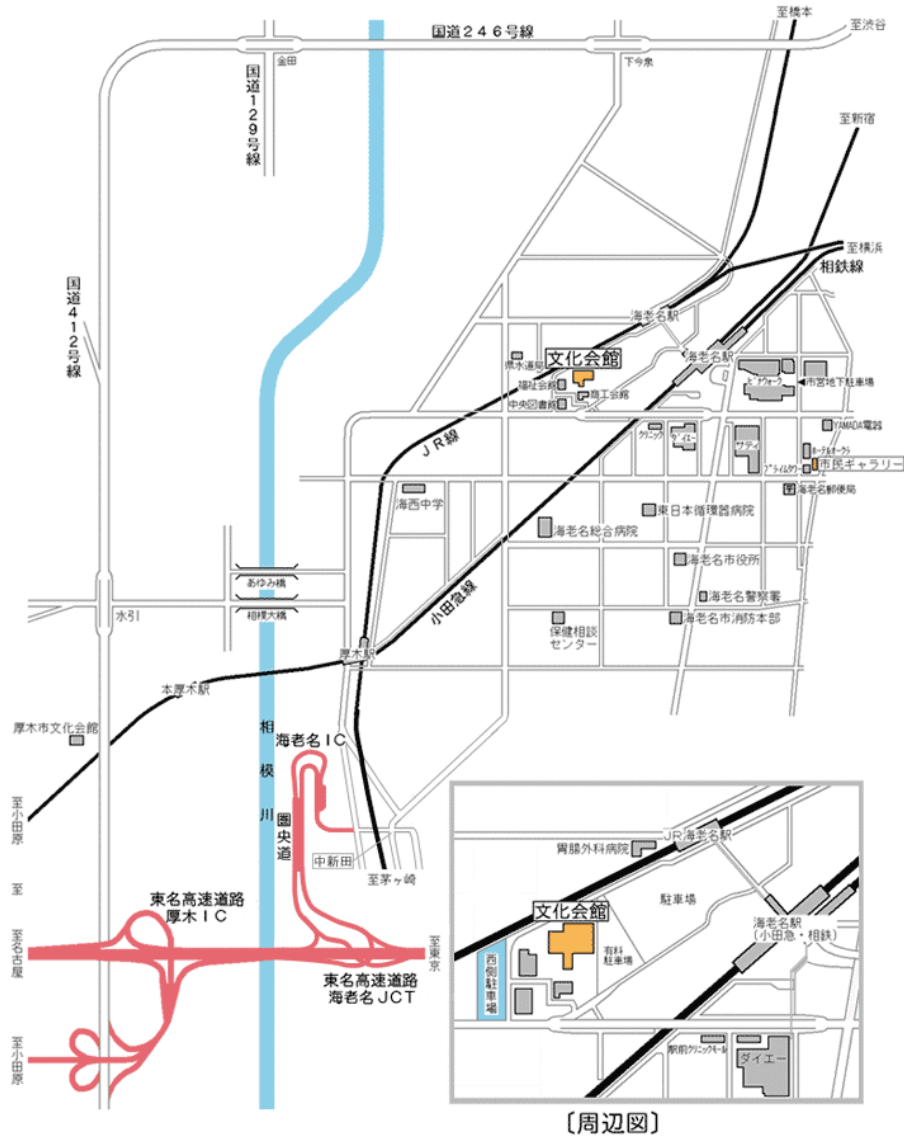 至橋本
至渋谷
国道246号線
金田
下今泉
国道129号線
至新宿
至横浜
相鉄線
国道412号線
海老名駅
海老名駅
文化会館
県水道局
福祉会館
商工会館
中央図書館
ビナウォーク
市営地下駐車場
JR線
クリニック
ダイエー
サティ
YAMADA電器
ホーテルオークラ
プライムタワー
市民ギャラリー
海老名郵便局
海西中学
東日本循環器病院
海老名総合病院
海老名市役所
あゆみ橋
相模大橋
水引
小田急線
海老名警察署
海老名市消防本部
保健相談
センター
厚木駅
本厚木駅
厚木市文化会館
相模川
海老名IC
圏央道
至小田原
中新田
至茅ヶ崎
至
東名高速道路
厚木IC
至名古屋
至東京
東名高速道路
海老名JCT
至小田原
胃腸外科病院
JR海老名駅
駐車場
文化会館
海老名駅
(小田急・相鉄)
有料
駐車場
西側駐車場
駅前クリニックモール
ダイエー
〔周辺図〕